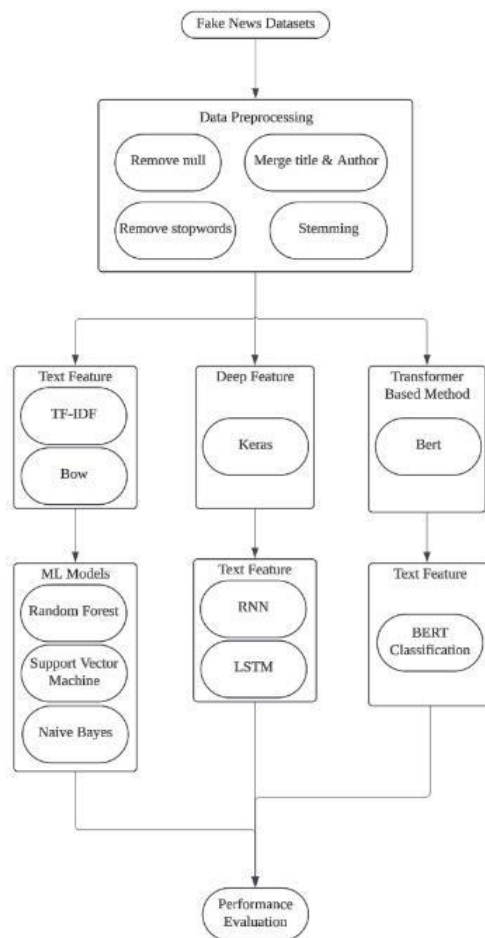 Fake News Datasets
Data Preprocessing
Remove null
Merge title & Author
Remove stopwords
Stemming
Text Feature
TF-IDF
Bow
Deep Feature
Keras
Transformer
Based Method
Bert
ML Models
Random Forest
Support Vector
Machine
Naive Bayes
Text Feature
RNN
LSTM
Text Feature
BERT
Classification
Performance
Evaluation